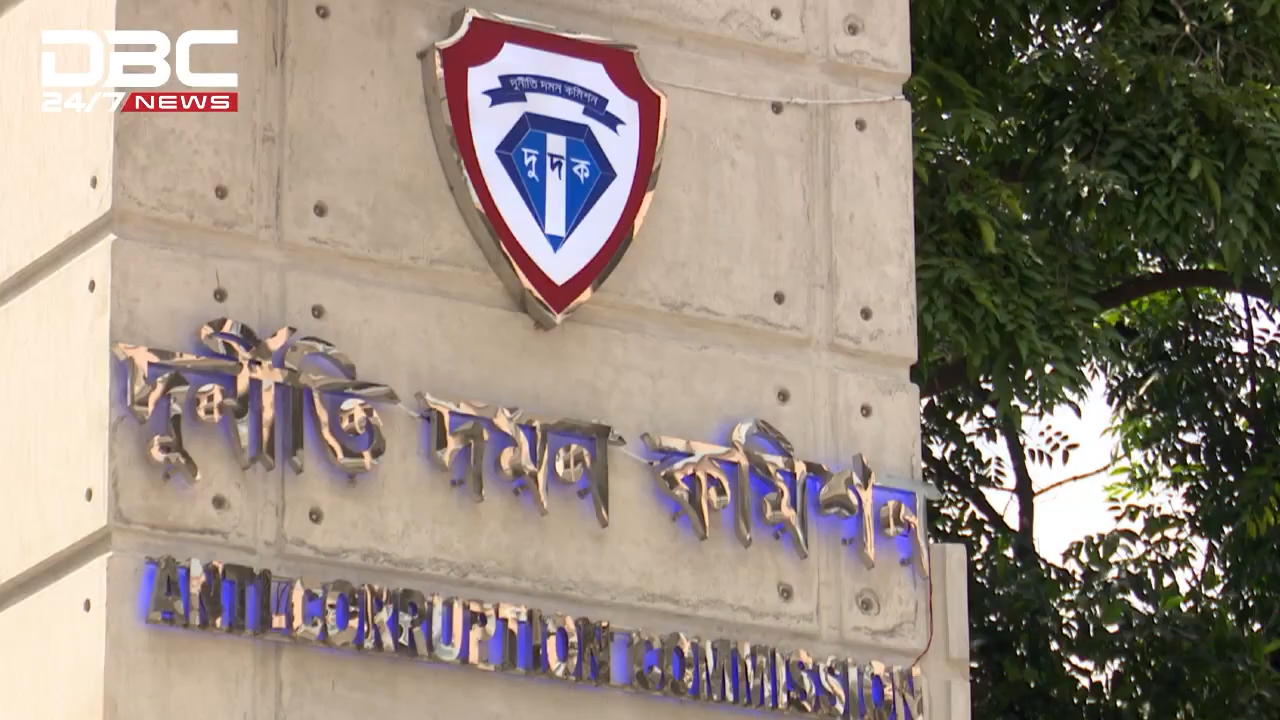 DBC
24/7 NEWS
দুর্নীতি দমন কমিশন
দুদক
দুর্নীতি দমন কমিশন
ANTI-CORRUPTION COMMISSION